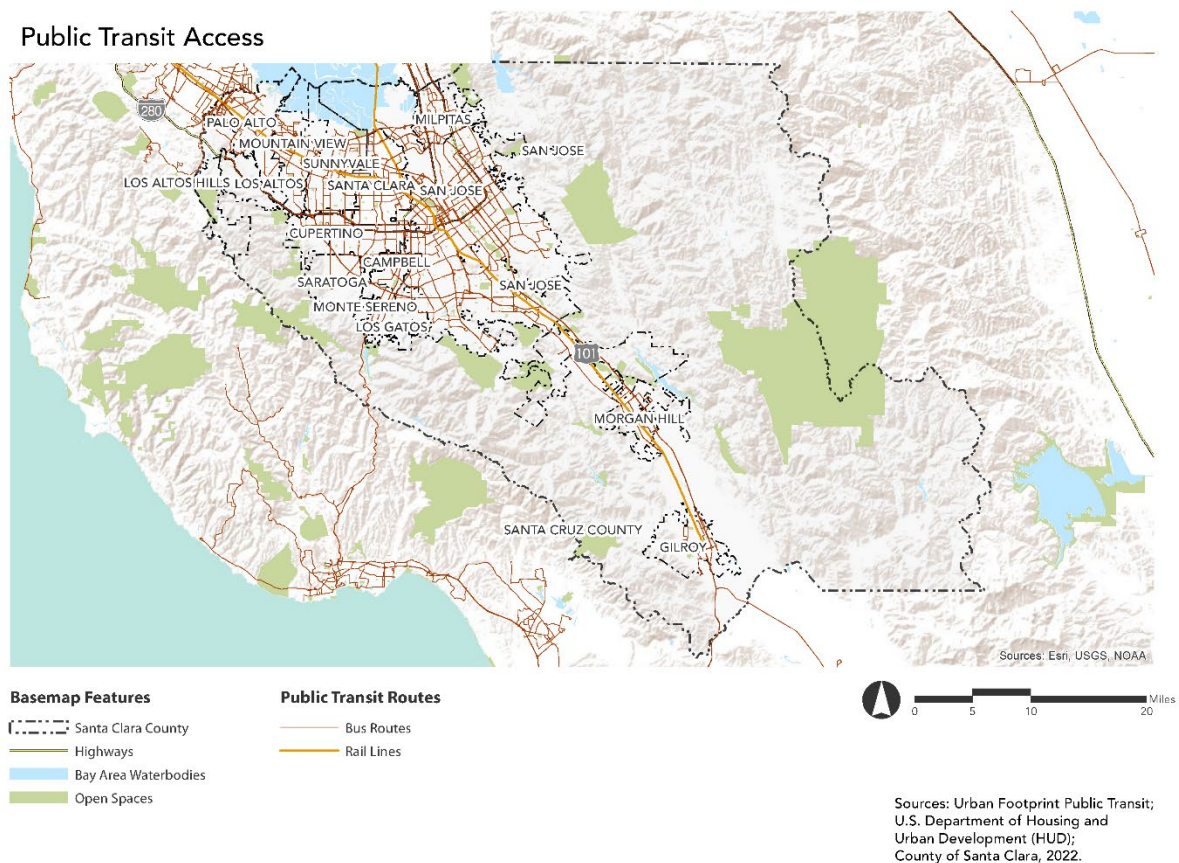 Public Transit Access
280
PALO ALTO
MILPITAS
MOUNTAIN VIEW
SAN JOSE
SUNNYVALE
LOS ALTOS HILLS
LOS ALTOS
SANTA CLARA
SAN JOSE
CUPERTINO
CAMPBELL
SARATOGA
SAN JOSE
MONTE SERENO
LOS GATOS
101
MORGAN HILL
SANTA CRUZ COUNTY
GILROY
Sources: Esri, USGS, NOAA
Basemap Features
Santa Clara County
Highways
Bay Area Waterbodies
Open Spaces
Public Transit Routes
Bus Routes
Rail Lines
Miles
0 5 10 20
Sources: Urban Footprint Public Transit;
U.S. Department of Housing and
Urban Development (HUD);
County of Santa Clara, 2022.